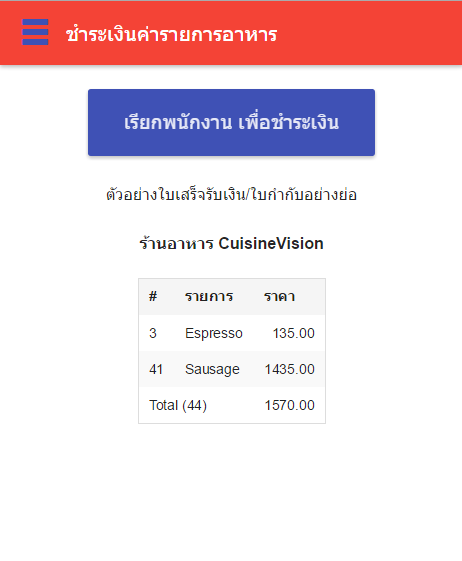 ชำระเงินค่ารายการอาหาร
เรียกพนักงาน เพื่อชำระเงิน
ตัวอย่างใบเสร็จรับเงิน/ใบกำกับอย่างย่อ
ร้านอาหาร CuisineVision
# รายการ ราคา
3 Espresso 135.00
41 Sausage 1435.00
Total (44) 1570.00